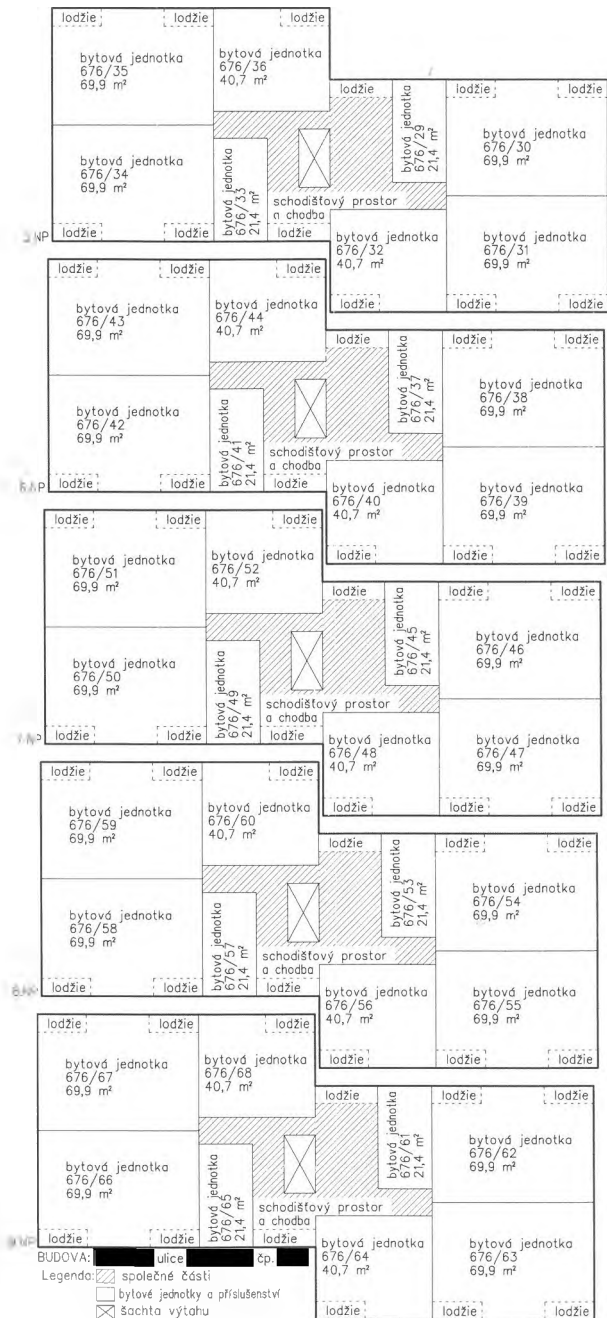 lodžie lodžie
bytová jednotka
676/35
69,9 m²
bytová jednotka
676/36
40,7 m²
lodžie
bytová jednotka
676/29
21,4 m²
lodžie lodžie
bytová jednotka
676/30
69,9 m²
bytová jednotka
676/34
69,9 m²
bytová jednotka
676/33
21,4 m²
schodišťový prostor
a chodba
NP
lodžie lodžie lodžie
bytová jednotka
676/32
40,7 m²
bytová jednotka
676/31
69,9 m²
lodžie lodžie lodžie
lodžie lodžie
bytová jednotka
676/43
69,9 m²
bytová jednotka
676/44
40,7 m²
lodžie
bytová jednotka
676/37
21,4 m²
lodžie lodžie
bytová jednotka
676/38
69,9 m²
bytová jednotka
676/42
69,9 m²
bytová jednotka
676/41
21,4 m²
schodišťový prostor
a chodba
lodžie lodžie lodžie
bytová jednotka
676/40
40,7 m²
bytová jednotka
676/39
69,9 m²
lodžie lodžie lodžie
lodžie lodžie
bytová jednotka
676/51
69,9 m²
bytová jednotka
676/52
40,7 m²
lodžie
bytová jednotka
676/45
21,4 m²
lodžie lodžie
bytová jednotka
676/46
69,9 m²
bytová jednotka
676/50
69,9 m²
bytová jednotka
676/49
21,4 m²
schodišťový prostor
a chodba
lodžie lodžie lodžie
bytová jednotka
676/48
40,7 m²
bytová jednotka
676/47
69,9 m²
lodžie lodžie lodžie
lodžie lodžie
bytová jednotka
676/59
69,9 m²
bytová jednotka
676/60
40,7 m²
lodžie
bytová jednotka
676/53
21,4 m²
lodžie lodžie
bytová jednotka
676/54
69,9 m²
bytová jednotka
676/58
69,9 m²
bytová jednotka
676/57
21,4 m²
schodišťový prostor
a chodba
lodžie lodžie lodžie
bytová jednotka
676/56
40,7 m²
bytová jednotka
676/55
69,9 m²
lodžie lodžie lodžie
lodžie lodžie
bytová jednotka
676/67
69,9 m²
bytová jednotka
676/68
40,7 m²
lodžie
bytová jednotka
676/61
21,4 m²
lodžie lodžie
bytová jednotka
676/62
69,9 m²
bytová jednotka
676/66
69,9 m²
bytová jednotka
676/65
21,4 m²
schodišťový prostor
a chodba
lodžie lodžie lodžie
bytová jednotka
676/64
40,7 m²
bytová jednotka
676/63
69,9 m²
lodžie lodžie lodžie
BUDOVA: ulice čp.
Legenda: společné části
bytové jednotky a příslušenství
šachta výtahu